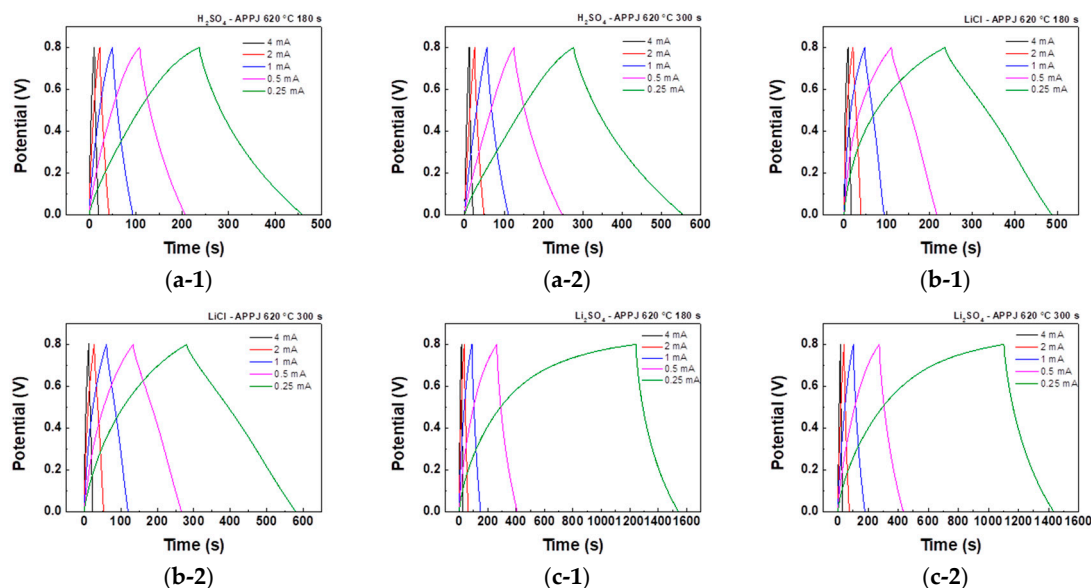 H₂SO₄ - APPJ 620 °C 180 s
4 mA
2 mA
1 mA
0.5 mA
0.25 mA
Potential (V)
0.8
0.6
0.4
0.2
0.0
0 100 200 300 400 500
Time (s)
(a-1)
H₂SO₄ - APPJ 620 °C 300 s
4 mA
2 mA
1 mA
0.5 mA
0.25 mA
Potential (V)
0.8
0.6
0.4
0.2
0.0
0 100 200 300 400 500 600
Time (s)
(a-2)
LiCl - APPJ 620 °C 180 s
4 mA
2 mA
1 mA
0.5 mA
0.25 mA
Potential (V)
0.8
0.6
0.4
0.2
0.0
0 100 200 300 400 500
Time (s)
(b-1)
LiCl - APPJ 620 °C 300 s
4 mA
2 mA
1 mA
0.5 mA
0.25 mA
Potential (V)
0.8
0.6
0.4
0.2
0.0
0 100 200 300 400 500 600
Time (s)
(b-2)
Li₂SO₄ - APPJ 620 °C 180 s
4 mA
2 mA
1 mA
0.5 mA
0.25 mA
Potential (V)
0.8
0.6
0.4
0.2
0.0
0 200 400 600 800 1000 1200 1400 1600
Time (s)
(c-1)
Li₂SO₄ - APPJ 620 °C 300 s
4 mA
2 mA
1 mA
0.5 mA
0.25 mA
Potential (V)
0.8
0.6
0.4
0.2
0.0
0 200 400 600 800 1000 1200 1400 1600
Time (s)
(c-2)